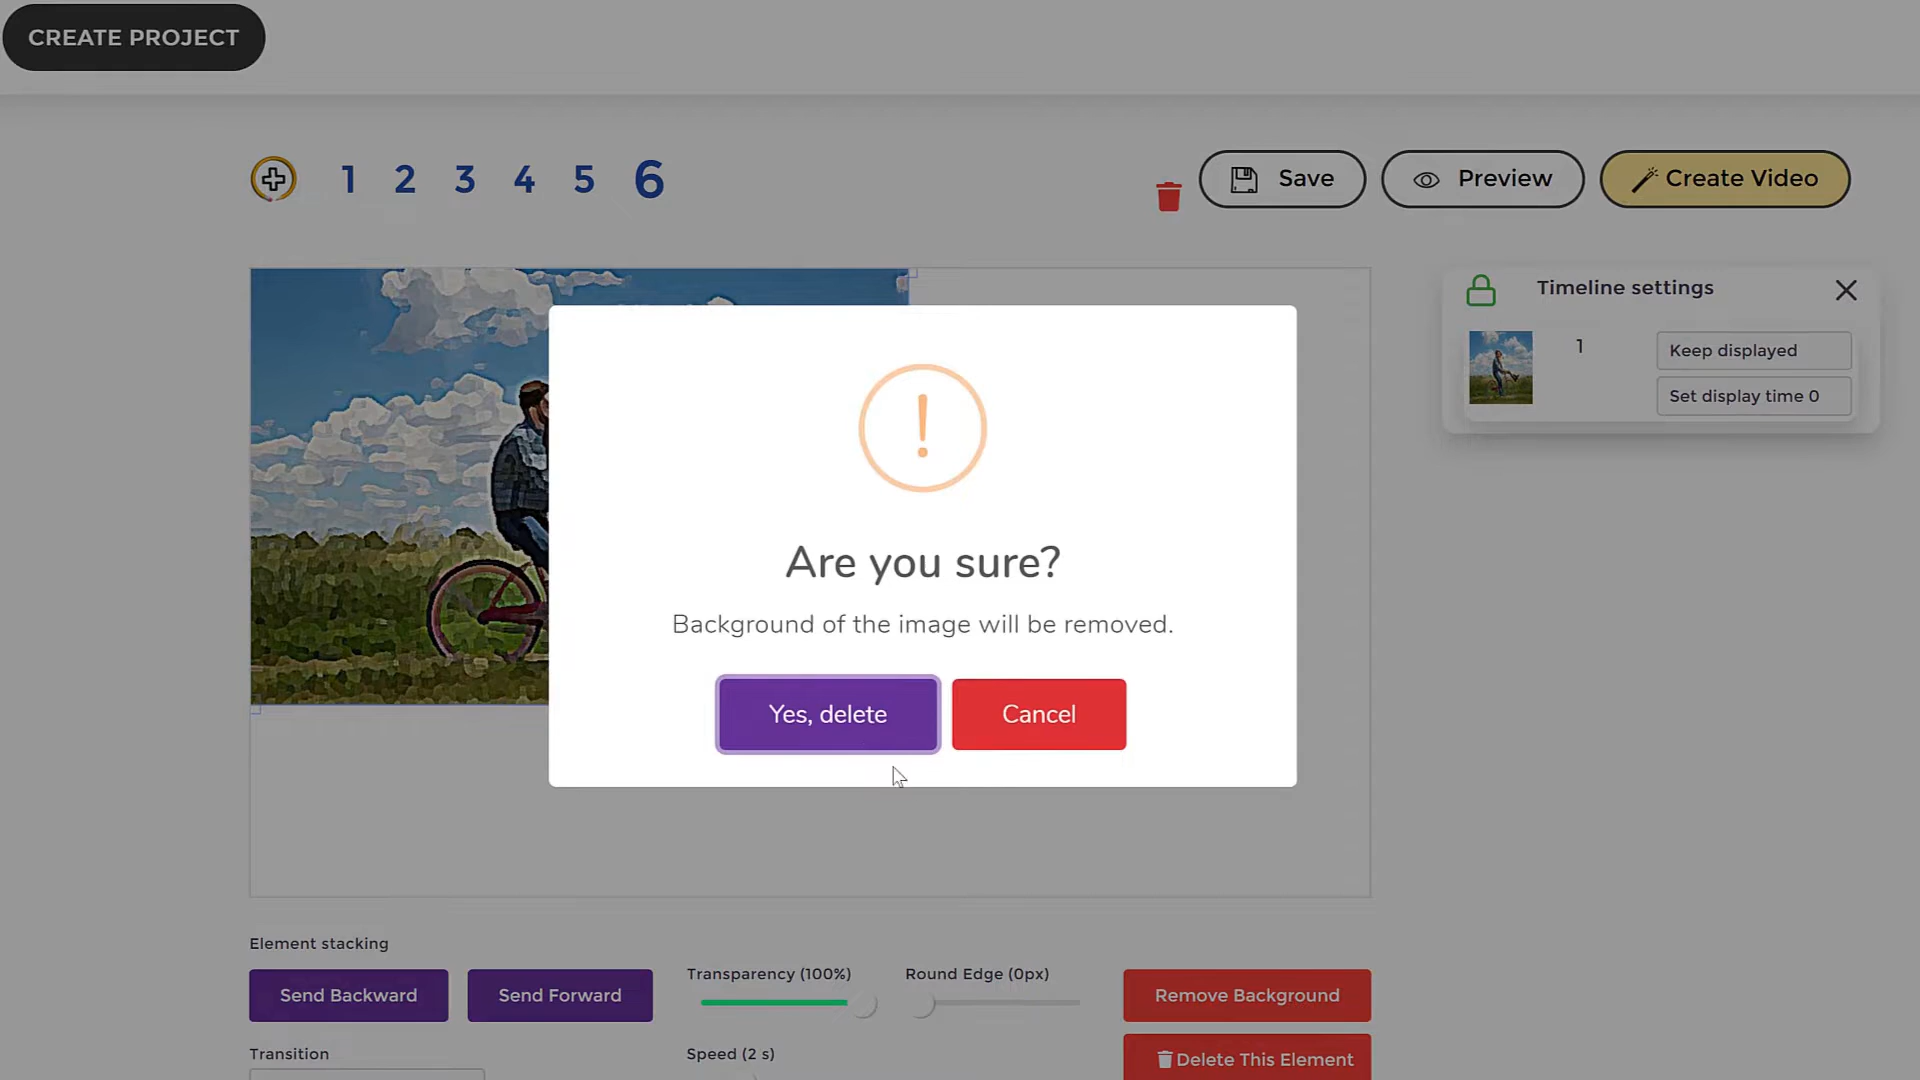 CREATE PROJECT
1 2 3 4 5 6
Save
Preview
Create Video
Timeline settings
1
Keep displayed
Set display time 0
Are you sure?
Background of the image will be removed.
Yes, delete
Cancel
Element stacking
Send Backward
Send Forward
Transparency (100%)
Round Edge (0px)
Remove Background
Transition
Speed (2 s)
Delete This Element